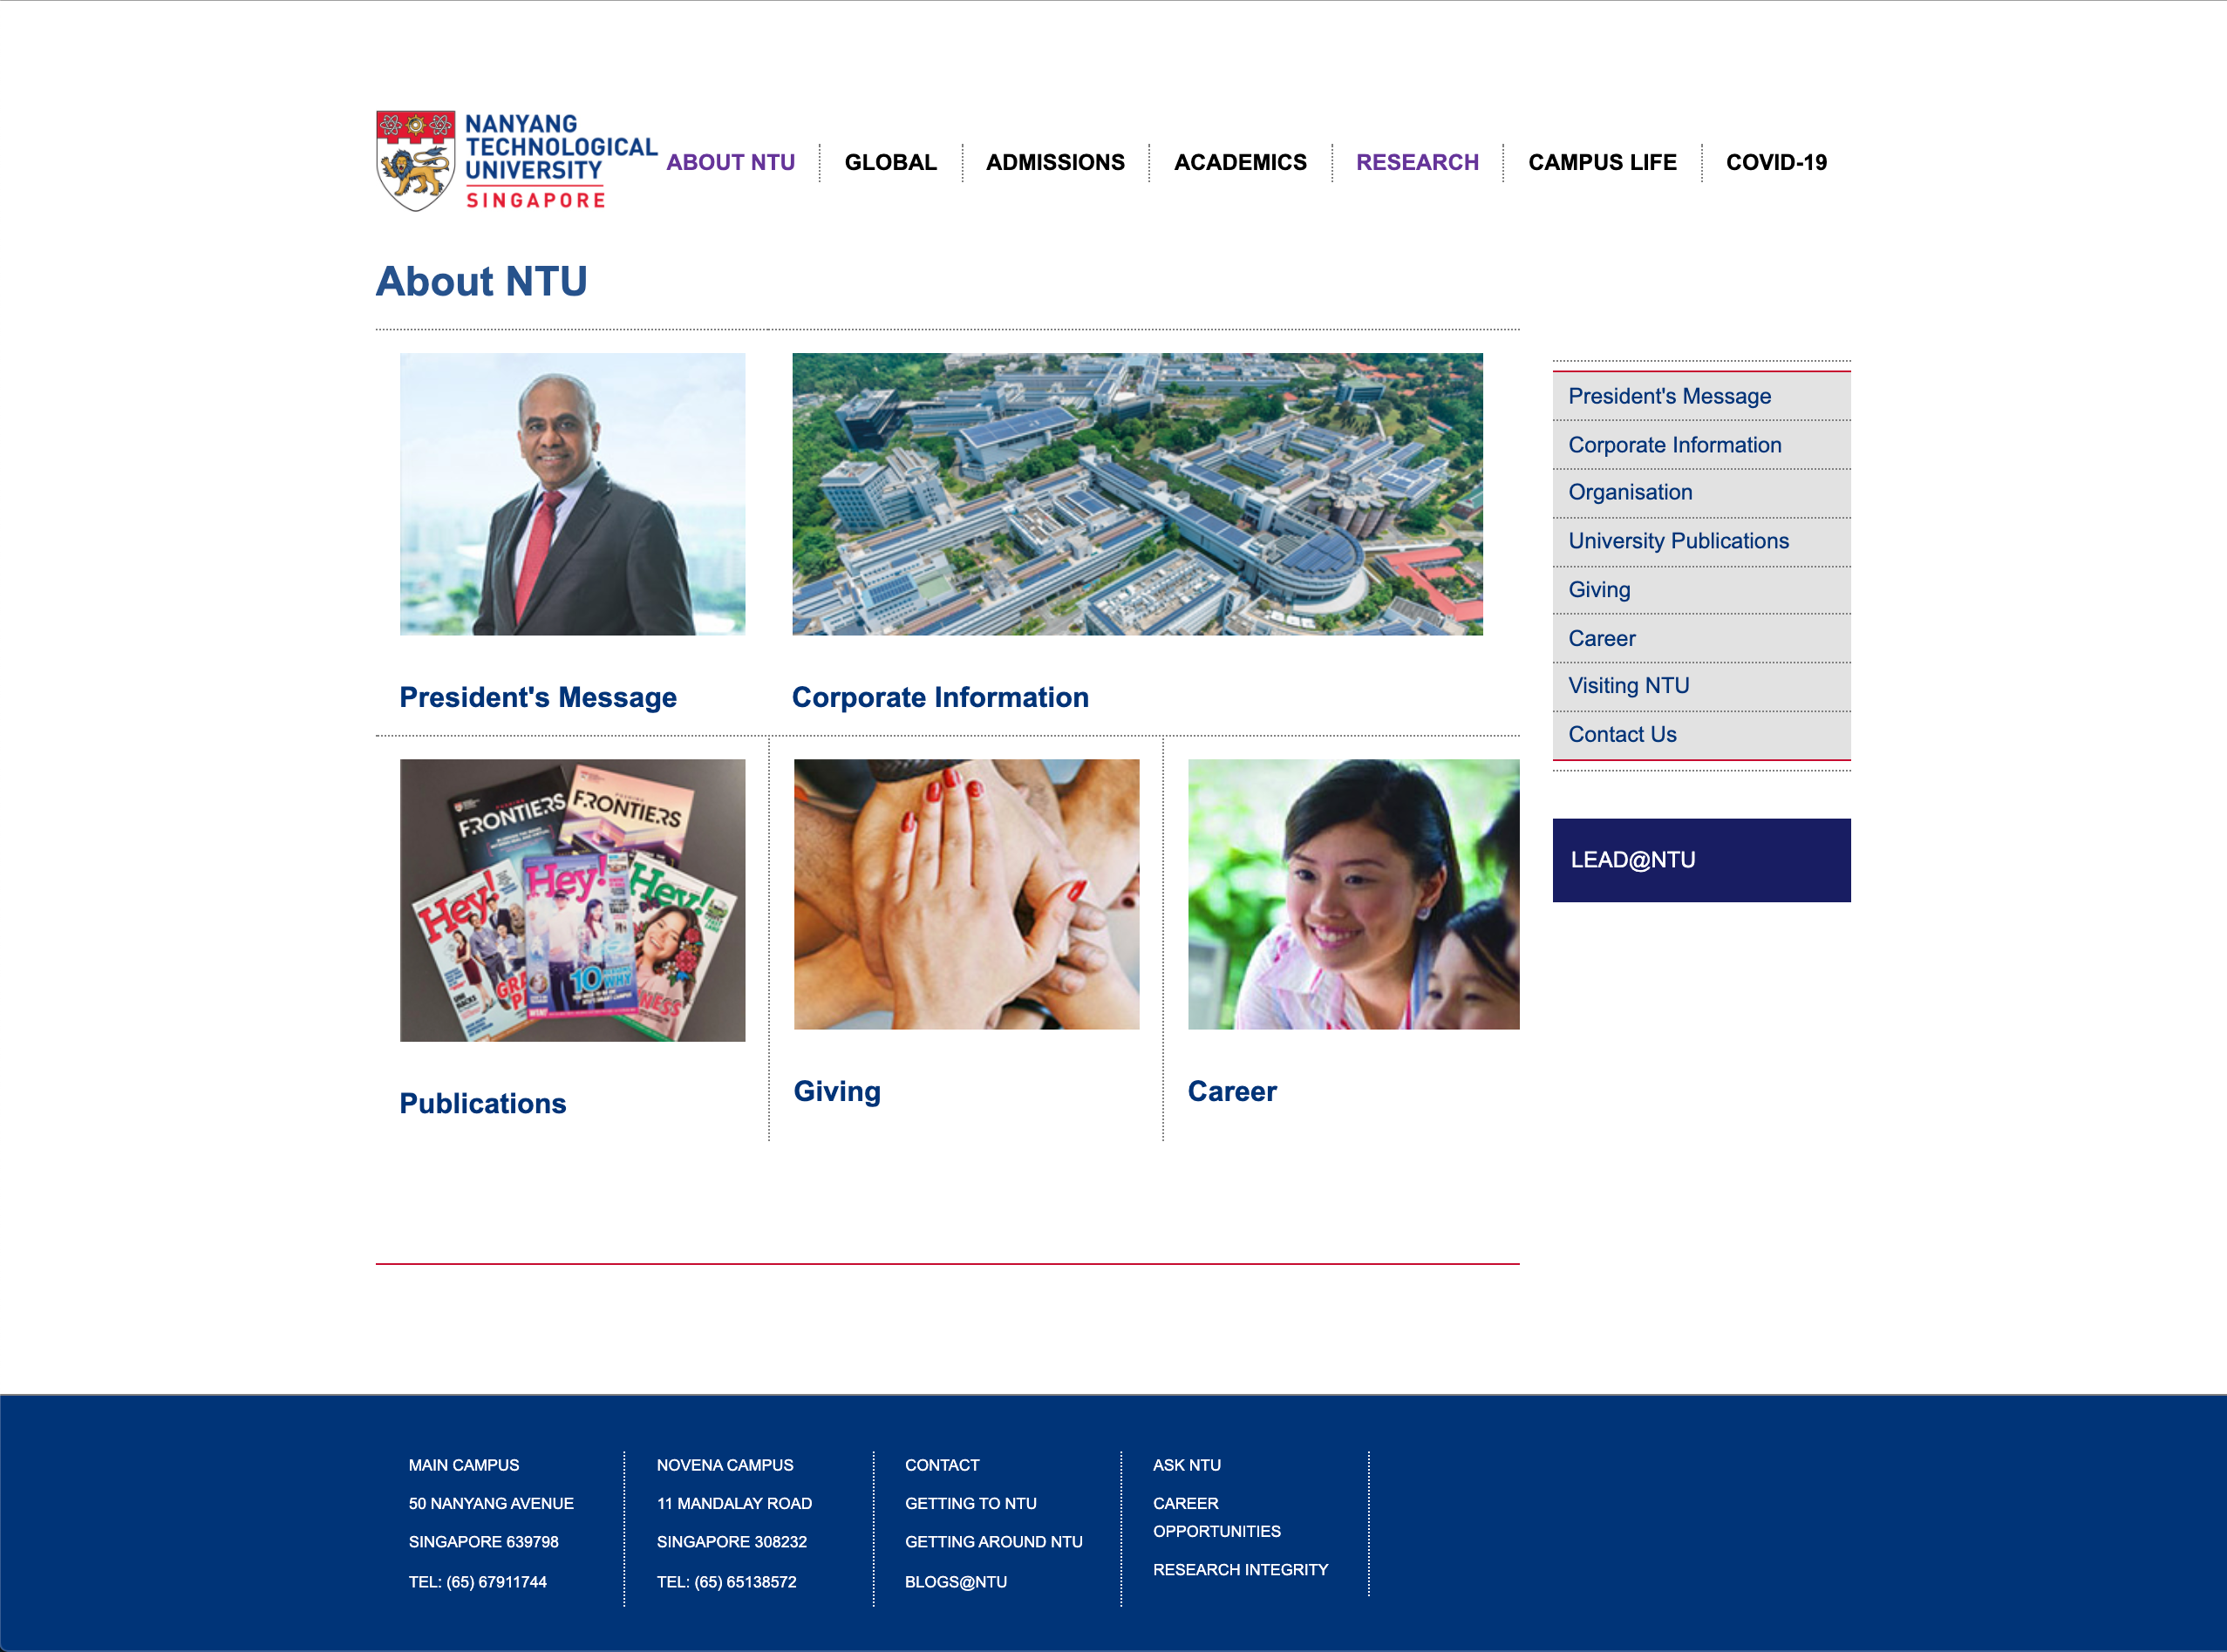 NANYANG
TECHNOLOGICAL
UNIVERSITY
SINGAPORE
ABOUT NTU
GLOBAL
ADMISSIONS
ACADEMICS
RESEARCH
CAMPUS LIFE
COVID-19
About NTU
President's Message
Corporate Information
FRONTIERS
FRONTIERS
Hey!
Hey!
Hey!
10
WHY
Publications
Giving
Career
President's Message
Corporate Information
Organisation
University Publications
Giving
Career
Visiting NTU
Contact Us
LEAD@NTU
MAIN CAMPUS
50 NANYANG AVENUE
SINGAPORE 639798
TEL: (65) 67911744
NOVENA CAMPUS
11 MANDALAY ROAD
SINGAPORE 308232
TEL: (65) 65138572
CONTACT
GETTING TO NTU
GETTING AROUND NTU
BLOGS@NTU
ASK NTU
CAREER
OPPORTUNITIES
RESEARCH INTEGRITY